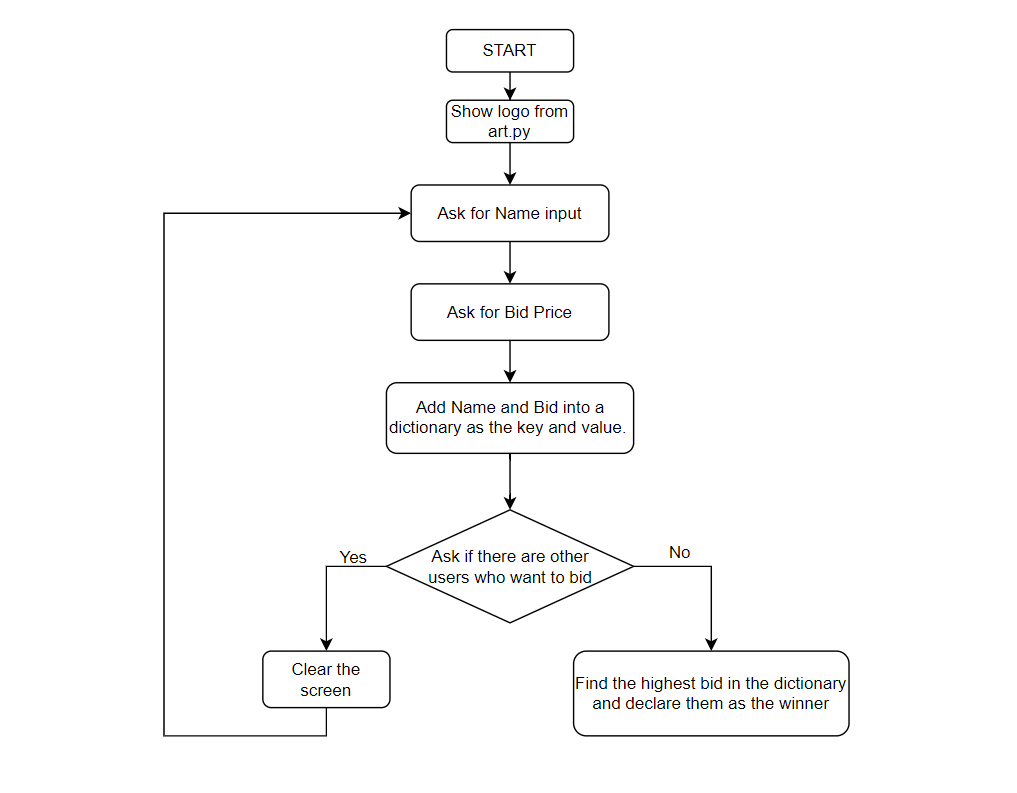 START
Show logo from
art.py
Ask for Name input
Ask for Bid Price
Add Name and Bid into a
dictionary as the key and value.
Ask if there are other
users who want to bid
Yes
No
Clear the
screen
Find the highest bid in the dictionary
and declare them as the winner